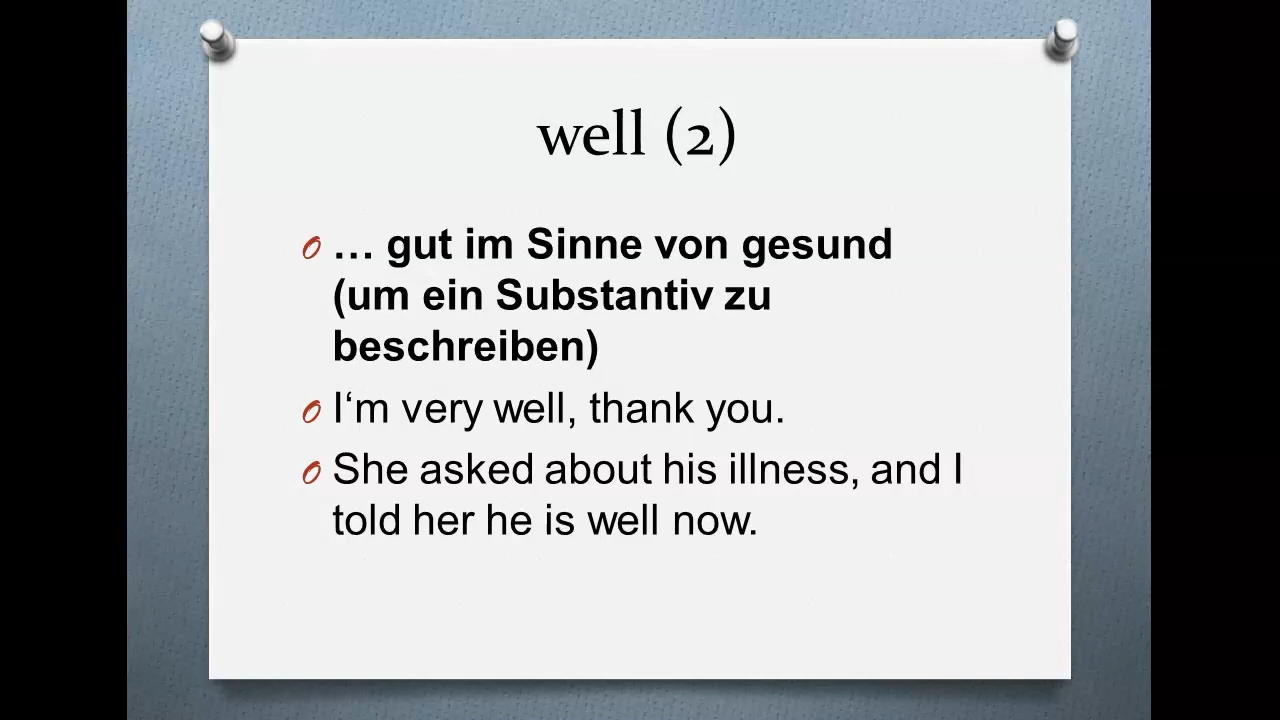 well (2)
… gut im Sinne von gesund
(um ein Substantiv zu
beschreiben)
I‘m very well, thank you.
She asked about his illness, and I
told her he is well now.